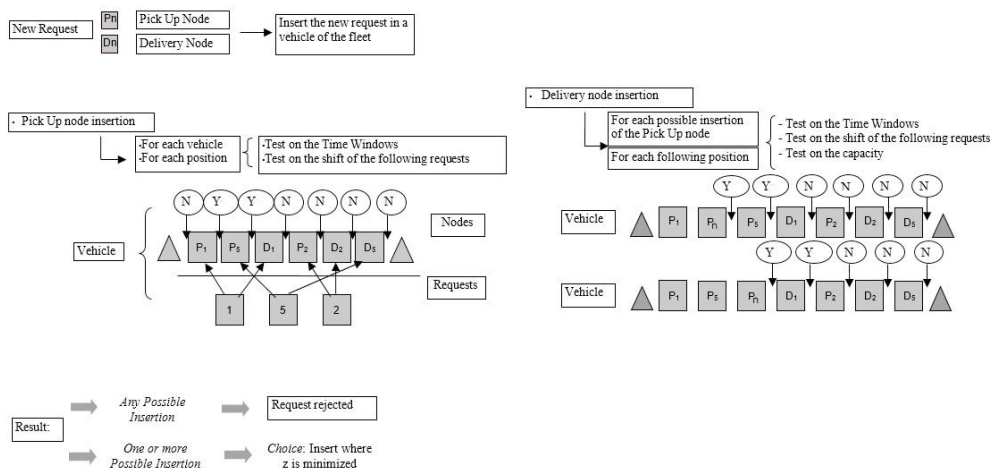 New Request
Pn
Pick Up Node
Dn
Delivery Node
Insert the new request in a
vehicle of the fleet
· Pick Up node insertion
·For each vehicle
·For each position
·Test on the Time Windows
·Test on the shift of the following requests
N Y Y N N N N
Nodes
Vehicle
P1 P5 D1 P2 D2 D5
Requests
1 5 2
· Delivery node insertion
For each possible insertion
of the Pick Up node
For each following position
- Test on the Time Windows
- Test on the shift of the following requests
- Test on the capacity
Y Y N N N N
Vehicle
P1 Pn P5 D1 P2 D2 D5
Y Y N N N
Vehicle
P1 P5 Pn D1 P2 D2 D5
Result:
Any Possible
Insertion
Request rejected
One or more
Possible Insertion
Choice: Insert where
z is minimized